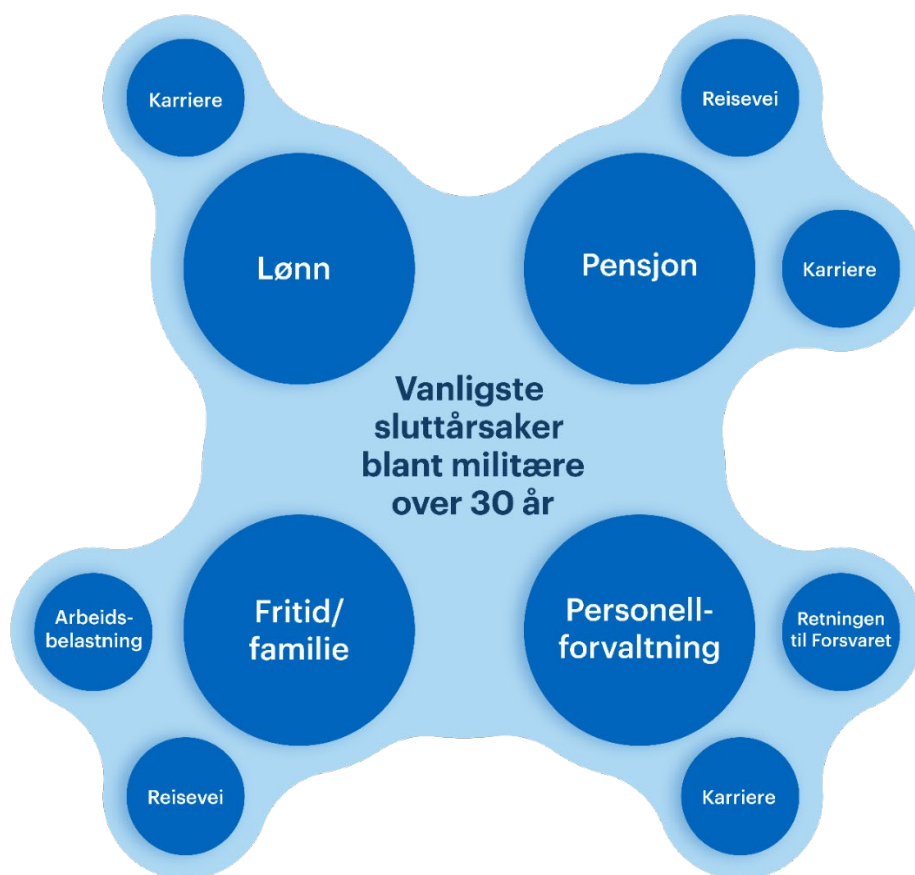 Karriere
Reisevei
Lønn
Pensjon
Karriere
Vanligste
sluttårsaker
blant militære
over 30 år
Arbeids-
belastning
Fritid/
familie
Personell-
forvaltning
Retningen
til Forsvaret
Reisevei
Karriere